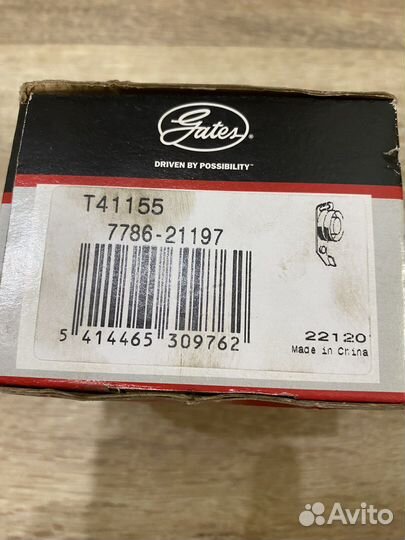 Gates®
DRIVEN BY POSSIBILITY™
T41155
7786-21197
5 414465 309762
22120
Made in China
Avito